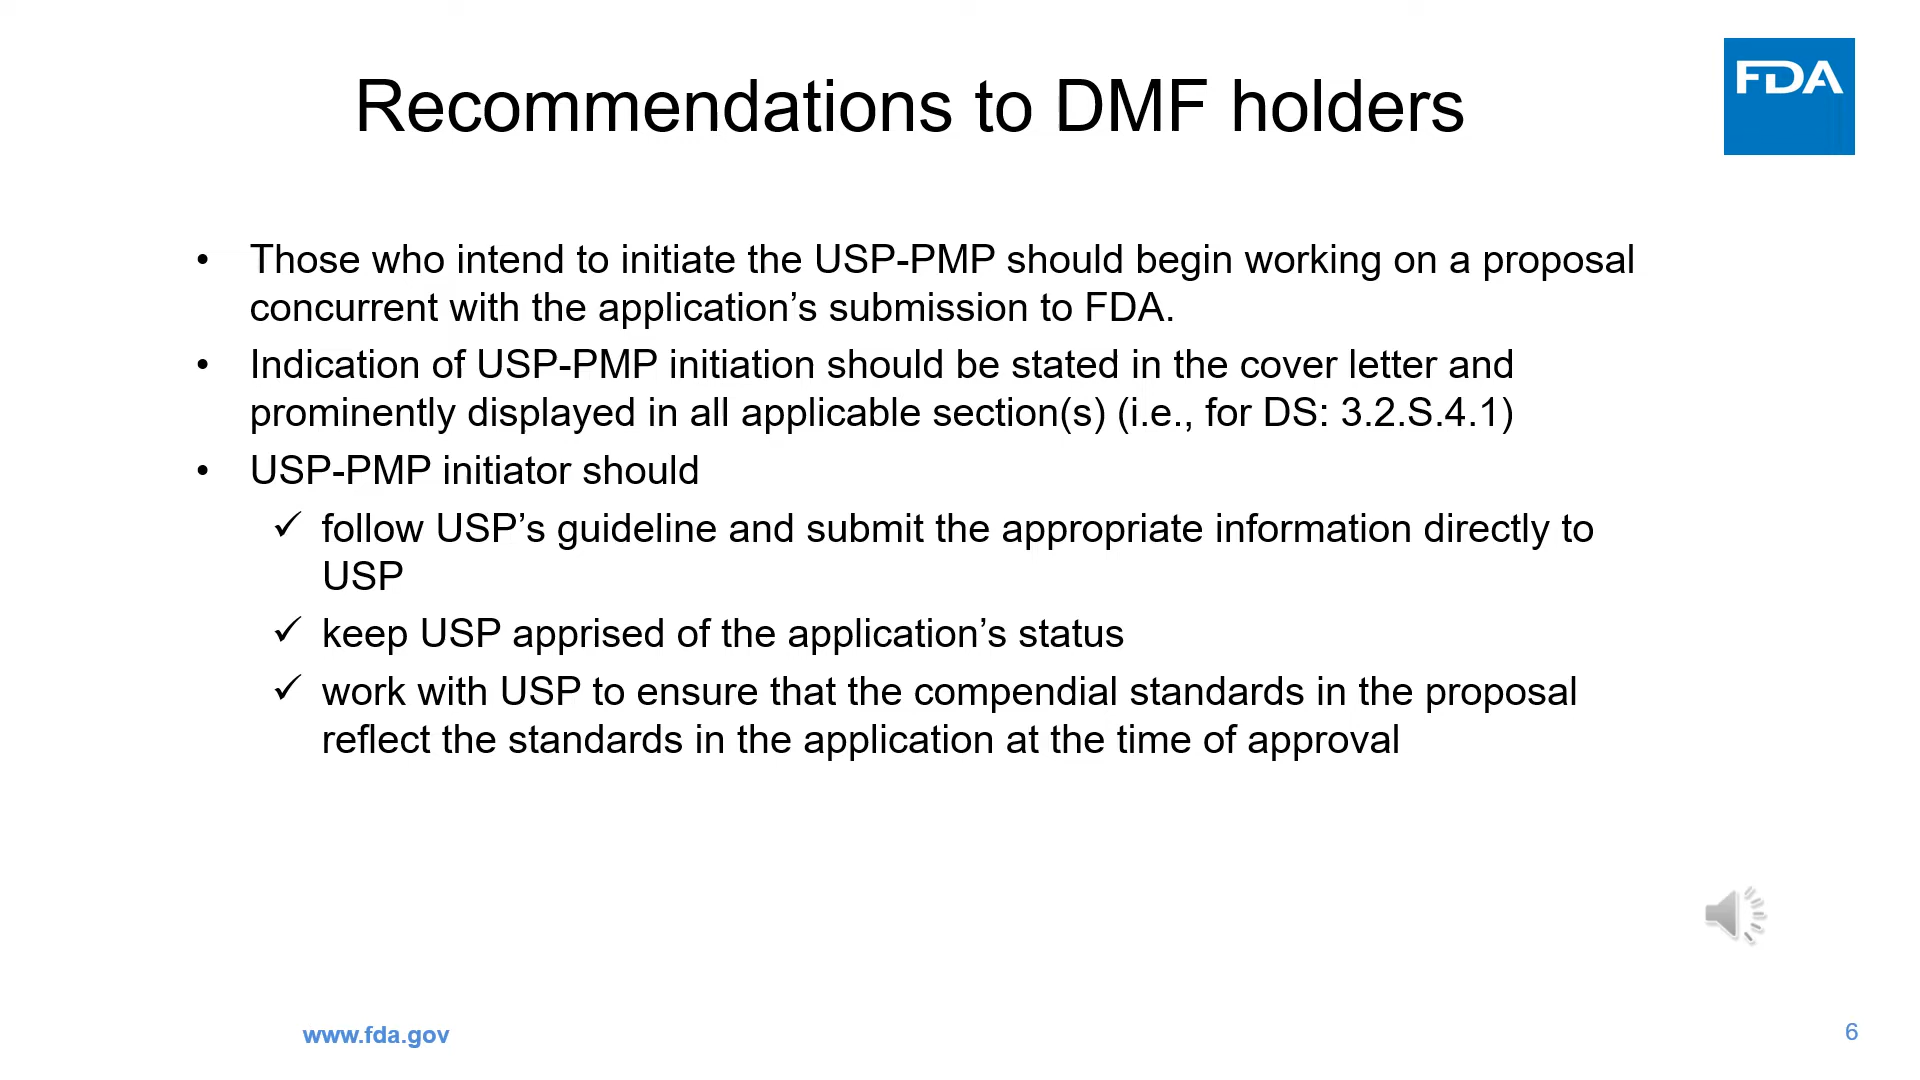 Recommendations to DMF holders
FDA
• Those who intend to initiate the USP-PMP should begin working on a proposal
concurrent with the application’s submission to FDA.
• Indication of USP-PMP initiation should be stated in the cover letter and
prominently displayed in all applicable section(s) (i.e., for DS: 3.2.S.4.1)
• USP-PMP initiator should
✓ follow USP’s guideline and submit the appropriate information directly to
USP
✓ keep USP apprised of the application’s status
✓ work with USP to ensure that the compendial standards in the proposal
reflect the standards in the application at the time of approval
www.fda.gov
6